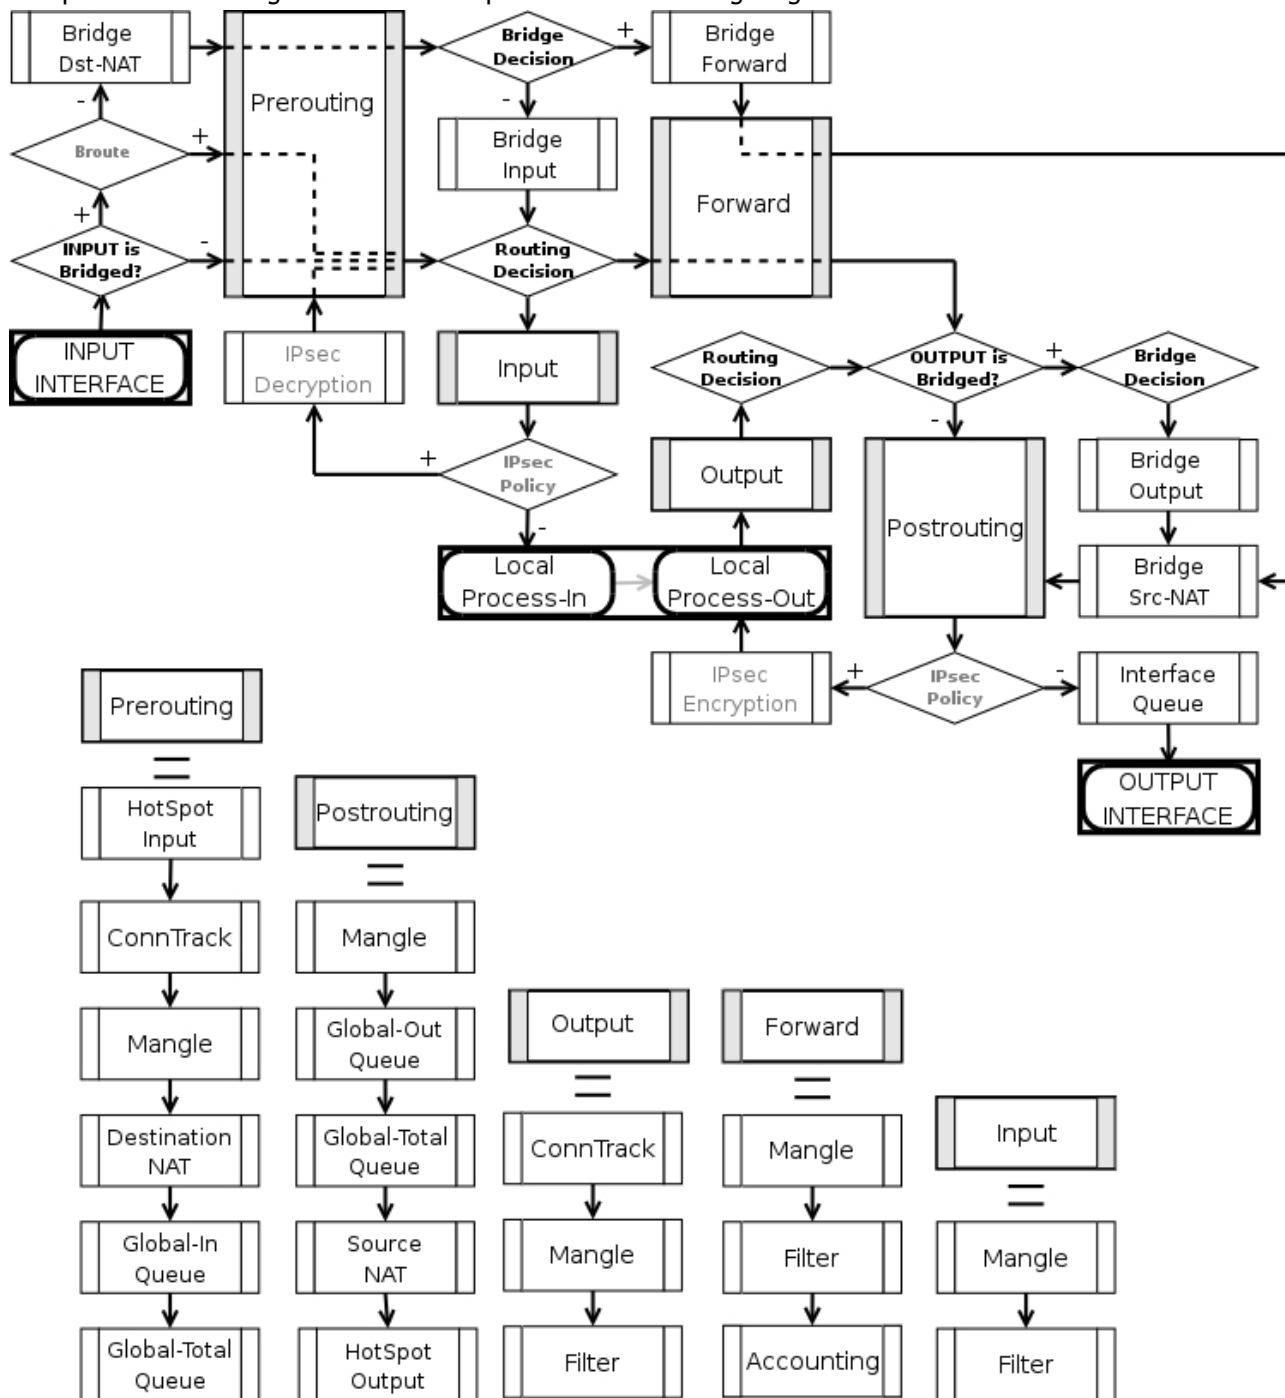 Bridge
Dst-NAT
Prerouting
Bridge
Decision
+
Bridge
Forward
-
-
Broute
+
Bridge
Input
Forward
+
INPUT is
Bridged?
-
Routing
Decision
INPUT
INTERFACE
IPsec
Decryption
Input
Routing
Decision
OUTPUT is
Bridged?
+
Bridge
Decision
-
+
IPsec
Policy
Output
Bridge
Output
-
Postrouting
Local
Process-In
Local
Process-Out
Bridge
Src-NAT
IPsec
Encryption
+
IPsec
Policy
-
Interface
Queue
OUTPUT
INTERFACE
Prerouting
HotSpot
Input
ConnTrack
Mangle
Destination
NAT
Global-In
Queue
Global-Total
Queue
Postrouting
Mangle
Global-Out
Queue
Global-Total
Queue
Source
NAT
HotSpot
Output
Output
ConnTrack
Mangle
Filter
Forward
Mangle
Filter
Accounting
Input
Mangle
Filter